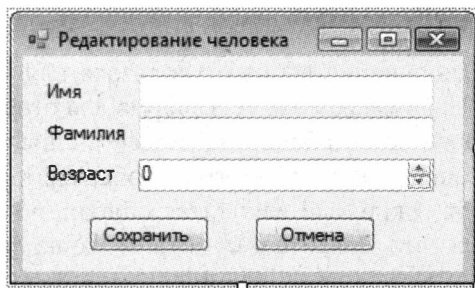 Редактирование человека
Имя
Фамилия
Возраст 0
Сохранить Отмена